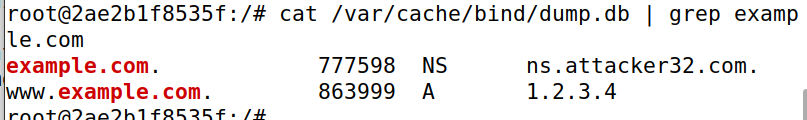 root@2ae2b1f8535f:/# cat /var/cache/bind/dump.db | grep examp
le.com
example.com. 777598 NS ns.attacker32.com.
www.example.com. 863999 A 1.2.3.4
root@2ae2b1f8535f:/#